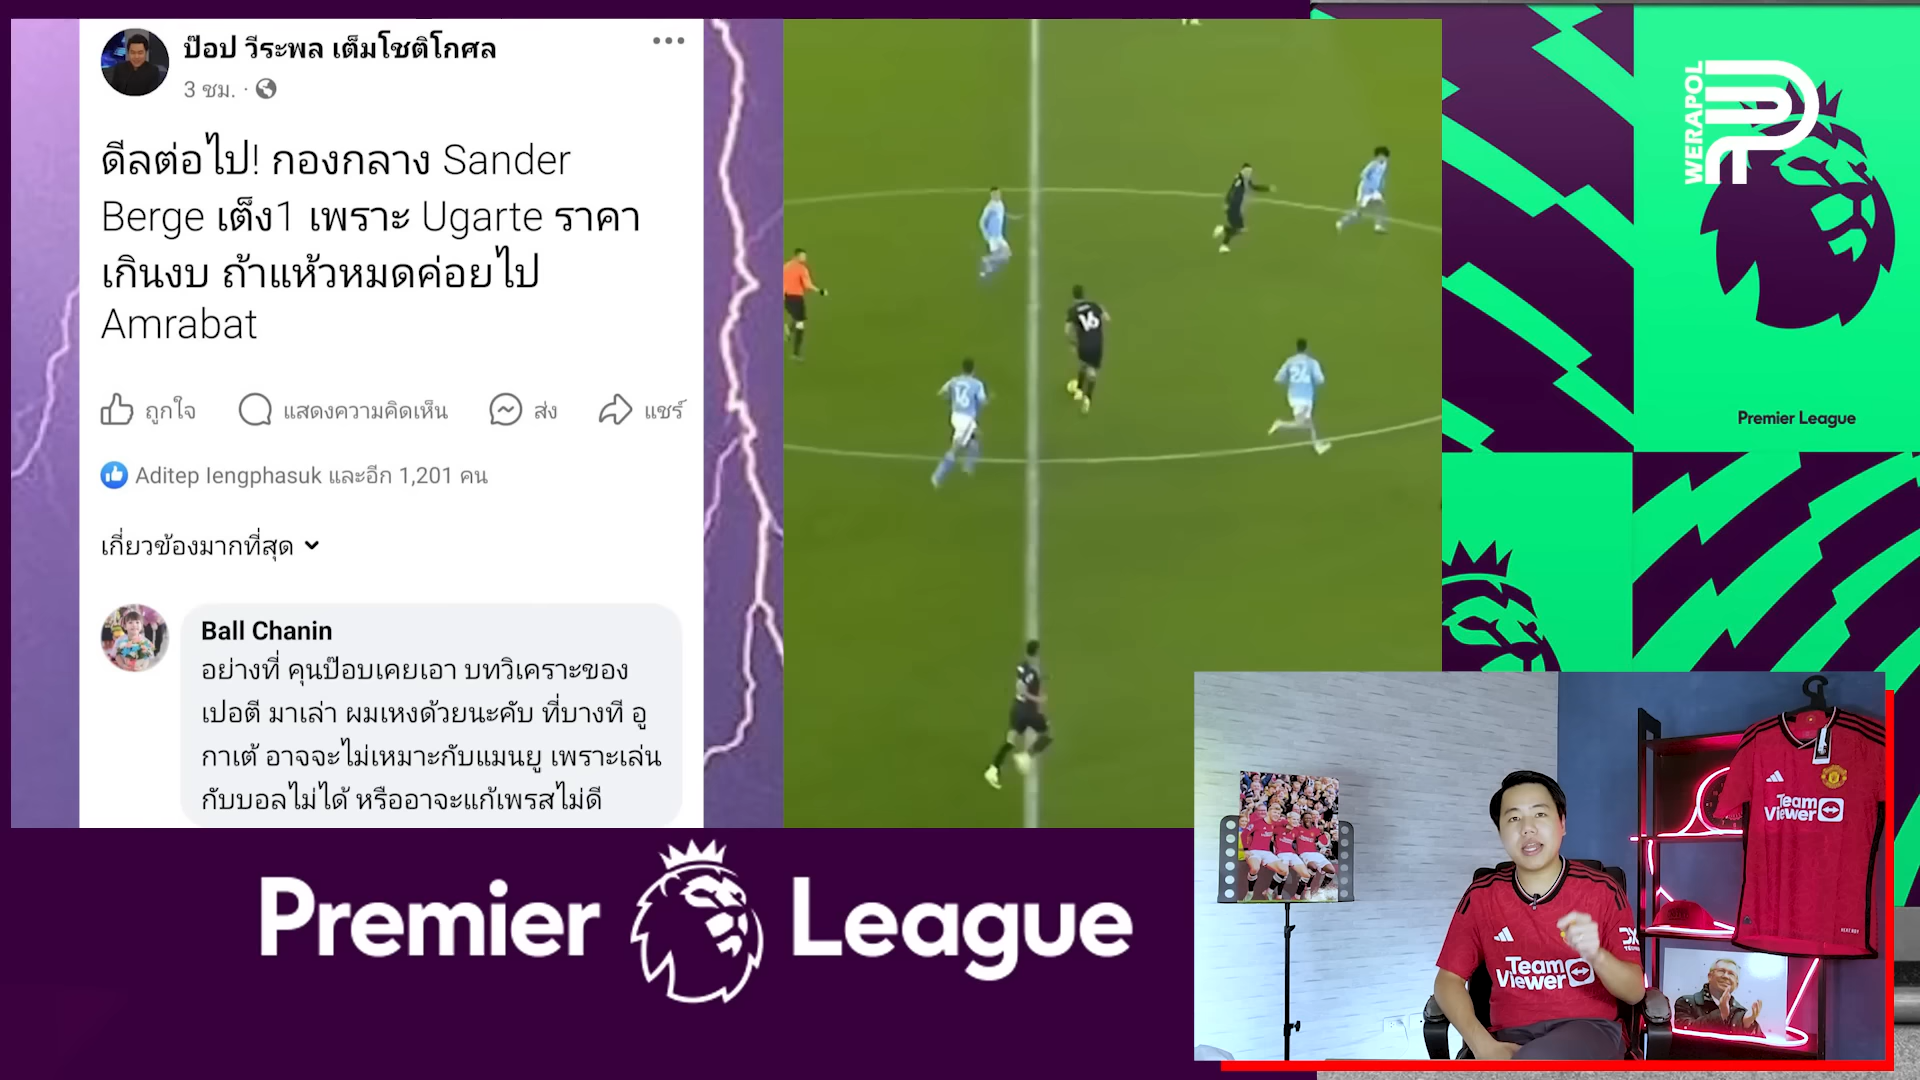 ป๊อป วีระพล เต็มโชติโกศล
3 ชม. ·
ดีลต่อไป! กองกลาง Sander
Berge เต็ง1 เพราะ Ugarte ราคา
เกินงบ ถ้าแห้วหมดค่อยไป
Amrabat
ถูกใจ
แสดงความคิดเห็น
ส่ง
แชร์
Aditep Iengphasuk และอีก 1,201 คน
เกี่ยวข้องมากที่สุด
Ball Chanin
อย่างที่ คุนป๊อบเคยเอา บทวิเคราะของ
เปอตี มาเล่า ผมเหงด้วยนะคับ ที่บางที อู
กาเต้ อาจจะไม่เหมาะกับแมนยู เพราะเล่น
กับบอลไม่ได้ หรืออาจะแก้เพรสไม่ดี
16
16
24
WERAPOL
Premier League
Premier League
Team
Viewer
Team
Viewer